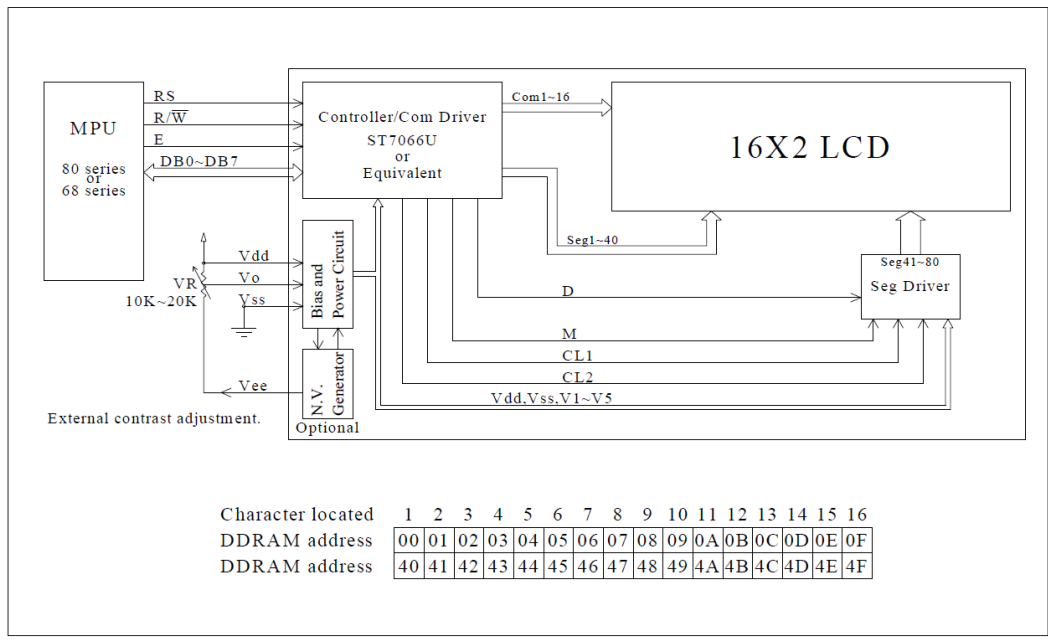 MPU
80 series
or
68 series
RS
R/W̅
E
DB0~DB7
Controller/Com Driver
ST7066U
or
Equivalent
Com1~16
16X2 LCD
Seg1~40
Seg41~80
Seg Driver
Vdd
Vo
Vss
VR
10K~20K
Bias and
Power Circuit
D
M
CL1
CL2
Vdd,Vss,V1~V5
N.V.
Generator
Vee
Optional
External contrast adjustment.
Character located 1 2 3 4 5 6 7 8 9 10 11 12 13 14 15 16
DDRAM address 00 01 02 03 04 05 06 07 08 09 0A 0B 0C 0D 0E 0F
DDRAM address 40 41 42 43 44 45 46 47 48 49 4A 4B 4C 4D 4E 4F